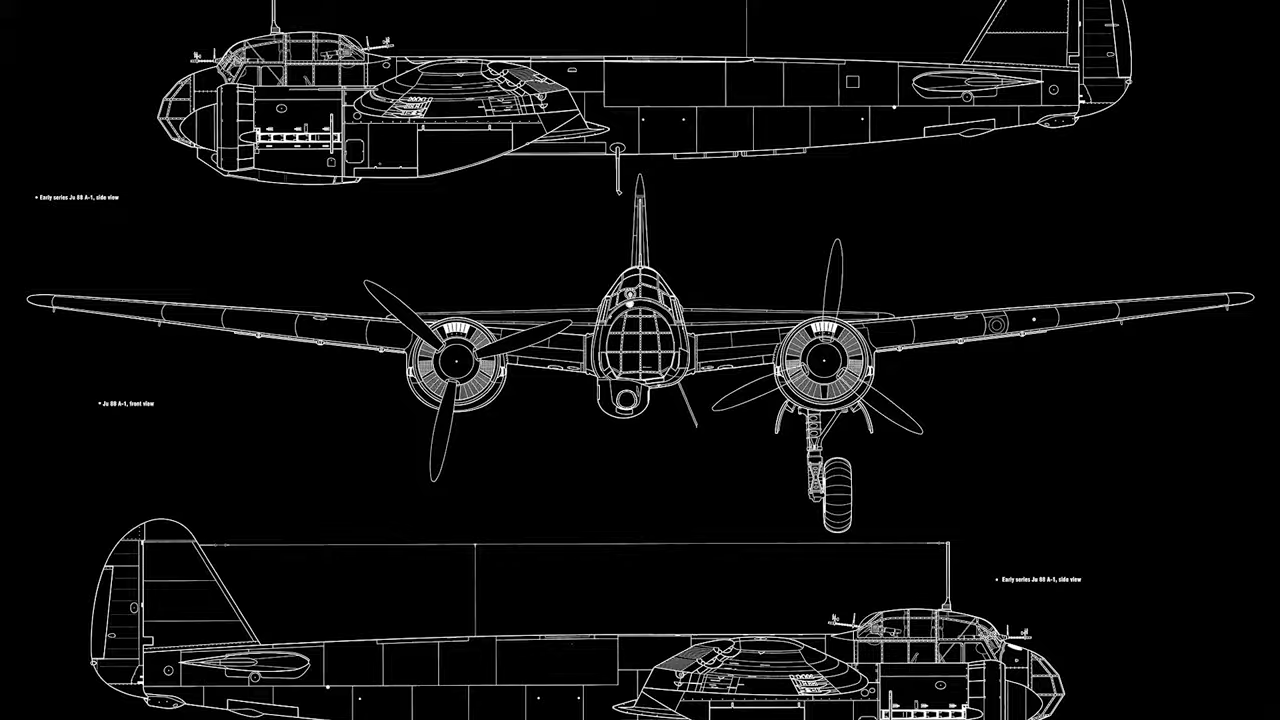 • Early series Ju 88 A-1, side view
• Ju 88 A-1, front view
• Early series Ju 88 A-1, side view